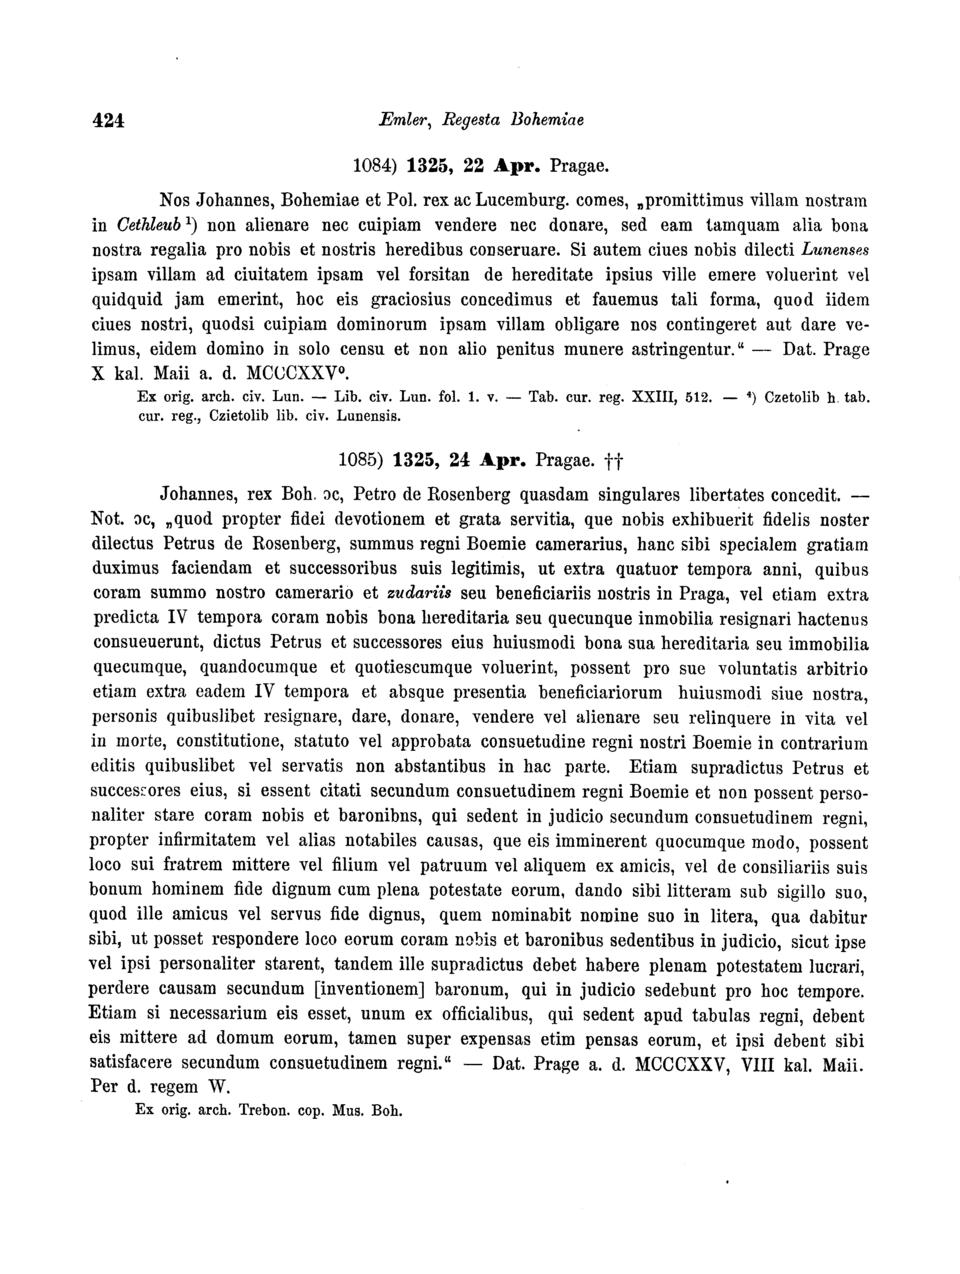 424
Emler, Regesta Bohemiae
1084) 1325, 22 Apr. Pragae.
Nos Johannes, Bohemiae et Pol. rex ac Lucemburg. comes, „promittimus villam nostram
in Cethleub ¹) non alienare nec cuipiam vendere nec donare, sed eam tamquam alia bona
nostra regalia pro nobis et nostris heredibus conseruare. Si autem ciues nobis dilecti Lunenses
ipsam villam ad ciuitatem ipsam vel forsitan de hereditate ipsius ville emere voluerint vel
quidquid jam emerint, hoc eis graciosius concedimus et fauemus tali forma, quod iidem
ciues nostri, quodsi cuipiam dominorum ipsam villam obligare nos contingeret aut dare ve-
limus, eidem domino in solo censu et non alio penitus munere astringentur.“ — Dat. Prage
X kal. Maii a. d. MCCCXXVº.
Ex orig. arch. civ. Lun. — Lib. civ. Lun. fol. 1. v. — Tab. cur. reg. XXIII, 512. — ⁴) Czetolib h. tab.
cur. reg., Czietolib lib. civ. Lunensis.
1085) 1325, 24 Apr. Pragae. ††
Johannes, rex Boh. ɔc, Petro de Rosenberg quasdam singulares libertates concedit. —
Not. ɔc, „quod propter fidei devotionem et grata servitia, que nobis exhibuerit fidelis noster
dilectus Petrus de Rosenberg, summus regni Boemie camerarius, hanc sibi specialem gratiam
duximus faciendam et successoribus suis legitimis, ut extra quatuor tempora anni, quibus
coram summo nostro camerario et zudariis seu beneficiariis nostris in Praga, vel etiam extra
predicta IV tempora coram nobis bona hereditaria seu quecunque inmobilia resignari hactenus
consueuerunt, dictus Petrus et successores eius huiusmodi bona sua hereditaria seu immobilia
quecumque, quandocumque et quotiescumque voluerint, possent pro sue voluntatis arbitrio
etiam extra eadem IV tempora et absque presentia beneficiariorum huiusmodi siue nostra,
personis quibuslibet resignare, dare, donare, vendere vel alienare seu relinquere in vita vel
in morte, constitutione, statuto vel approbata consuetudine regni nostri Boemie in contrarium
editis quibuslibet vel servatis non abstantibus in hac parte. Etiam supradictus Petrus et
successores eius, si essent citati secundum consuetudinem regni Boemie et non possent perso-
naliter stare coram nobis et baronibns, qui sedent in judicio secundum consuetudinem regni,
propter infirmitatem vel alias notabiles causas, que eis imminerent quocumque modo, possent
loco sui fratrem mittere vel filium vel patruum vel aliquem ex amicis, vel de consiliariis suis
bonum hominem fide dignum cum plena potestate eorum, dando sibi litteram sub sigillo suo,
quod ille amicus vel servus fide dignus, quem nominabit nomine suo in litera, qua dabitur
sibi, ut posset respondere loco eorum coram nobis et baronibus sedentibus in judicio, sicut ipse
vel ipsi personaliter starent, tandem ille supradictus debet habere plenam potestatem lucrari,
perdere causam secundum [inventionem] baronum, qui in judicio sedebunt pro hoc tempore.
Etiam si necessarium eis esset, unum ex officialibus, qui sedent apud tabulas regni, debent
eis mittere ad domum eorum, tamen super expensas etim pensas eorum, et ipsi debent sibi
satisfacere secundum consuetudinem regni.“ — Dat. Prage a. d. MCCCXXV, VIII kal. Maii.
Per d. regem W.
Ex orig. arch. Trebon. cop. Mus. Boh.